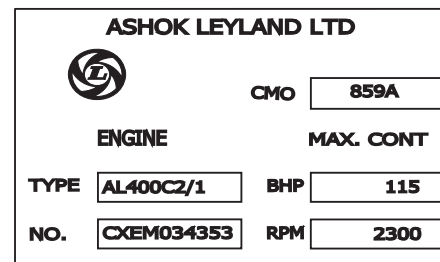 ASHOK LEYLAND LTD
L
CMO 859A
ENGINE MAX. CONT
TYPE AL400C2/1 BHP 115
NO. CXEM034353 RPM 2300